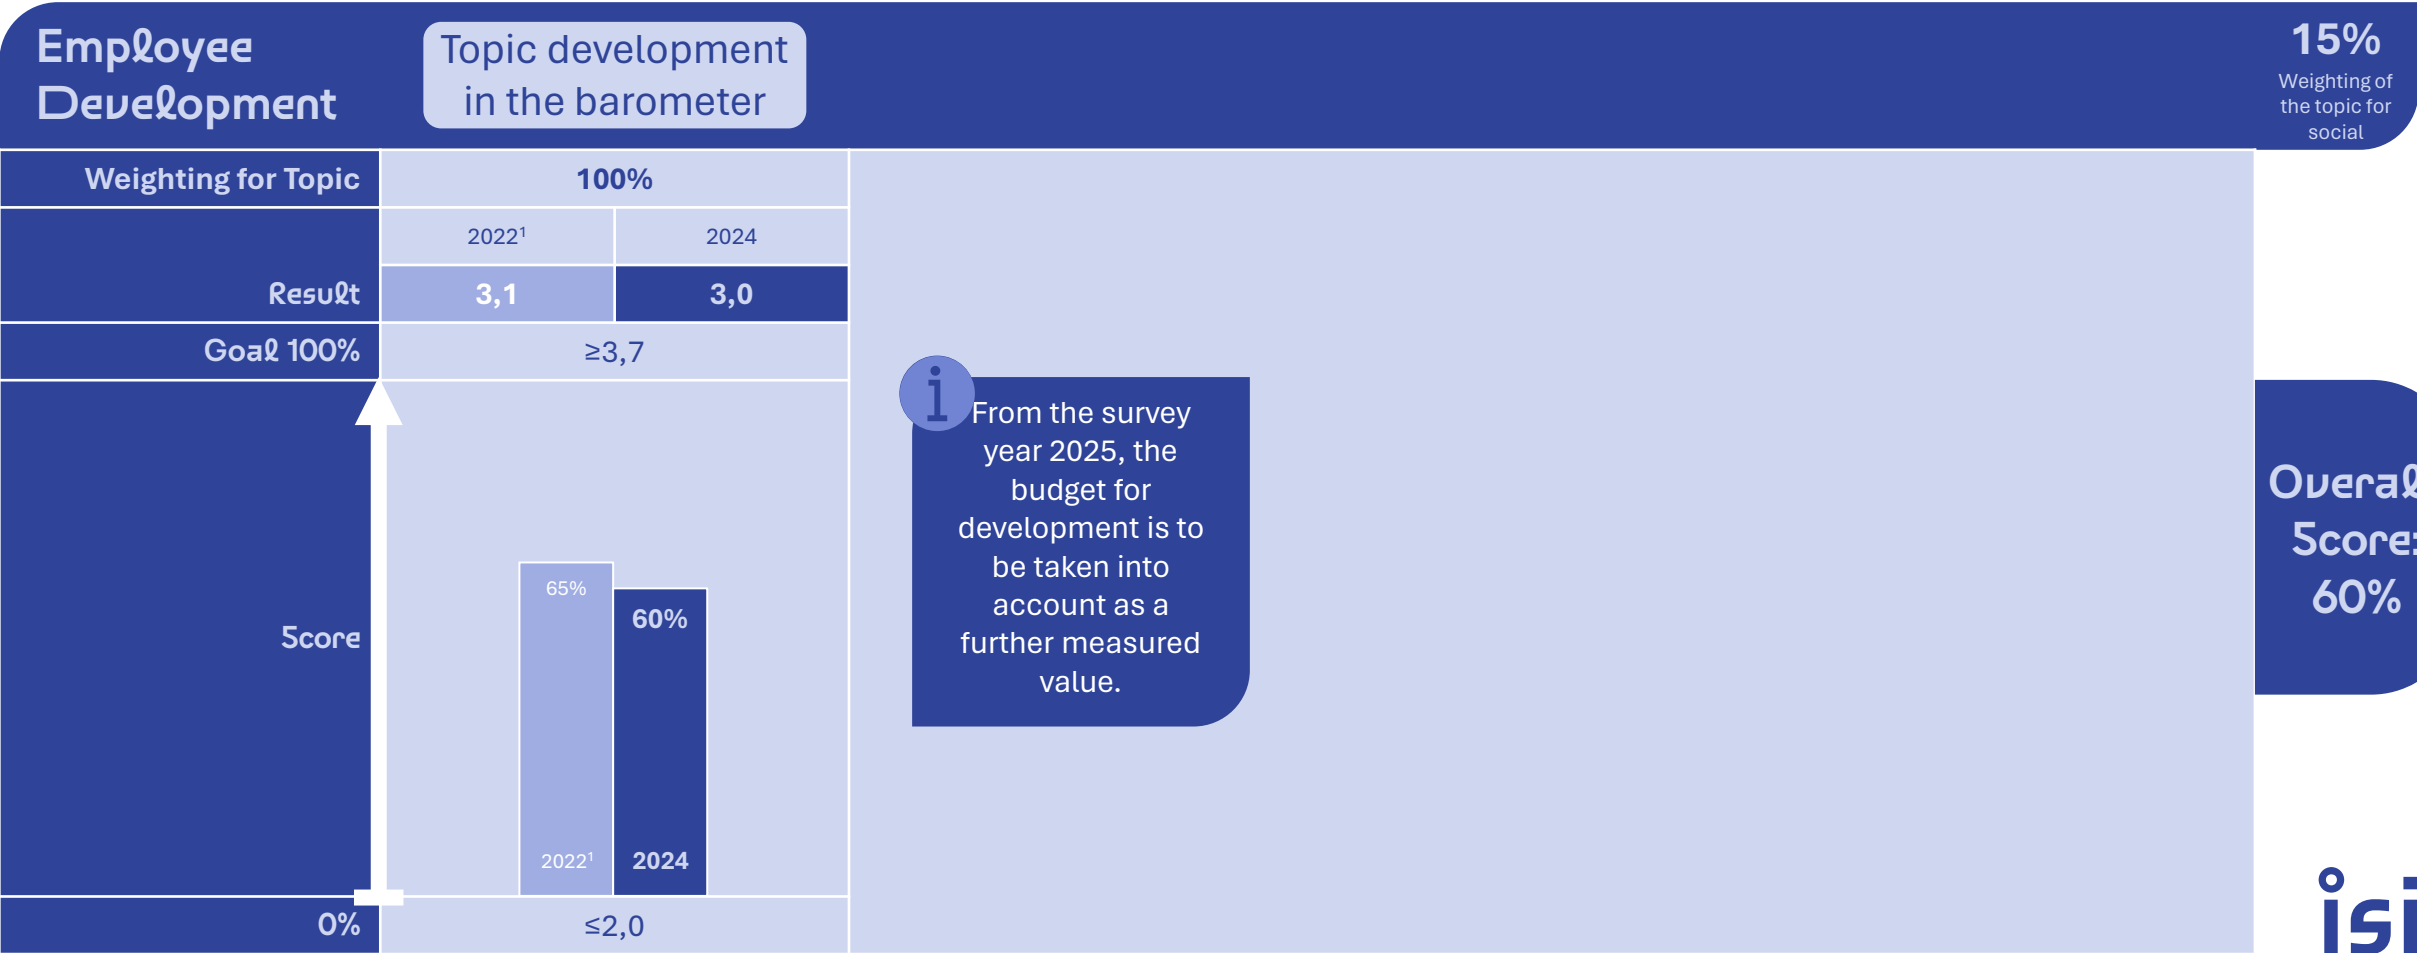 Employee
Development
Topic development
in the barometer
15%
Weighting of
the topic for
social
Weighting for Topic
100%
2022¹
2024
Result
3,1
3,0
Goal 100%
≥3,7
Score
65%
60%
2022¹
2024
0%
≤2,0
i
From the survey
year 2025, the
budget for
development is to
be taken into
account as a
further measured
value.
Overall
Score:
60%